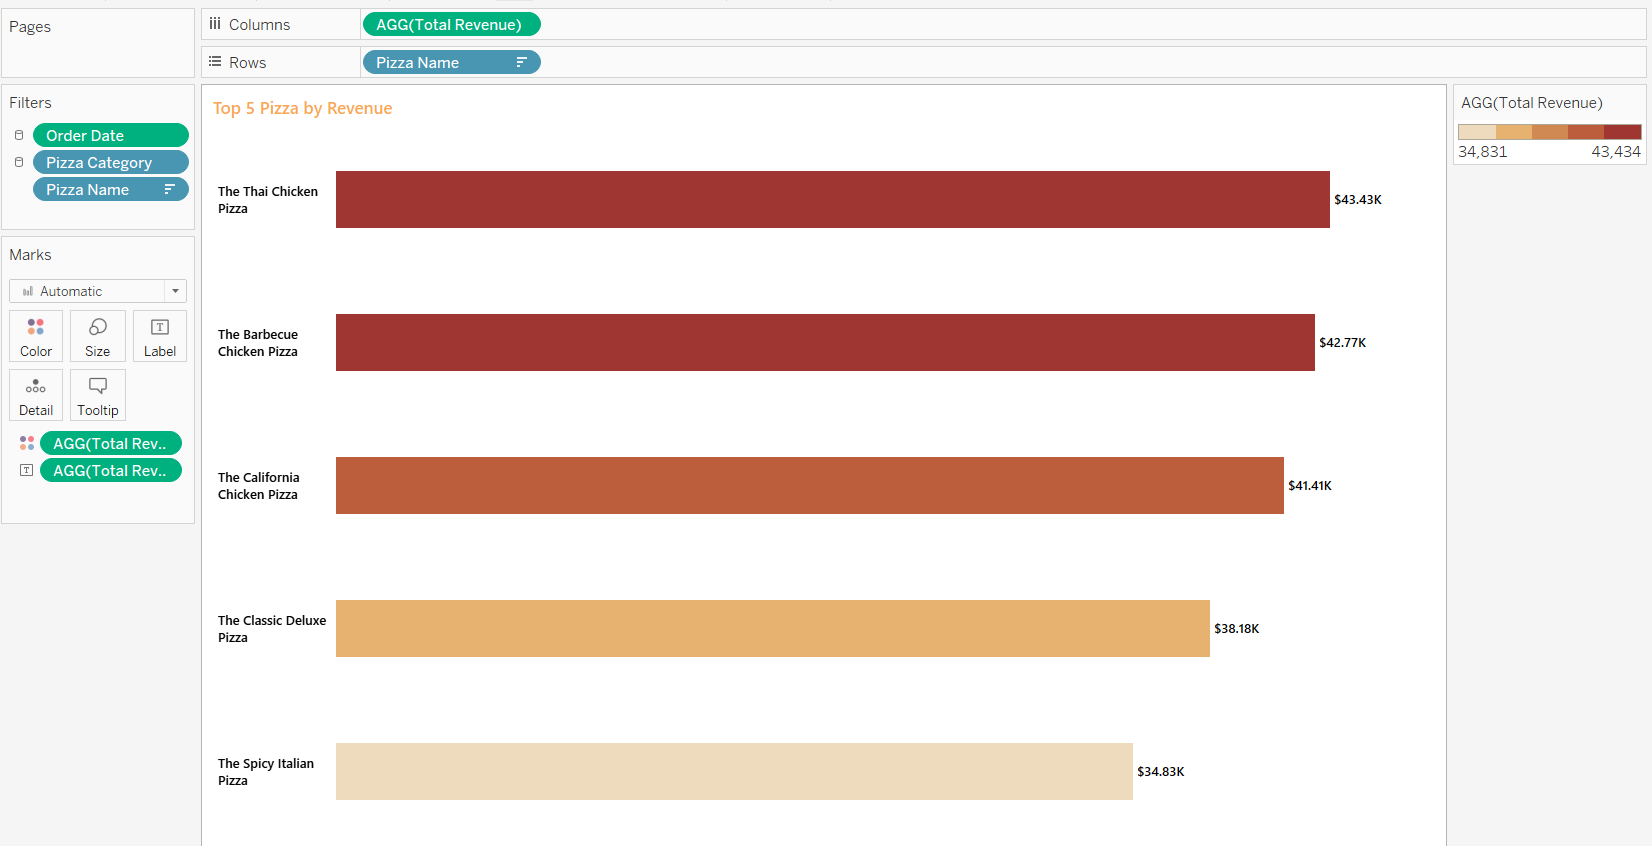 Pages
Columns
AGG(Total Revenue)
Rows
Pizza Name
Filters
Order Date
Pizza Category
Pizza Name
Marks
Automatic
Color
Size
T
Label
Detail
Tooltip
AGG(Total Rev..
T
AGG(Total Rev..
Top 5 Pizza by Revenue
The Thai Chicken
Pizza
$43.43K
The Barbecue
Chicken Pizza
$42.77K
The California
Chicken Pizza
$41.41K
The Classic Deluxe
Pizza
$38.18K
The Spicy Italian
Pizza
$34.83K
AGG(Total Revenue)
34,831
43,434